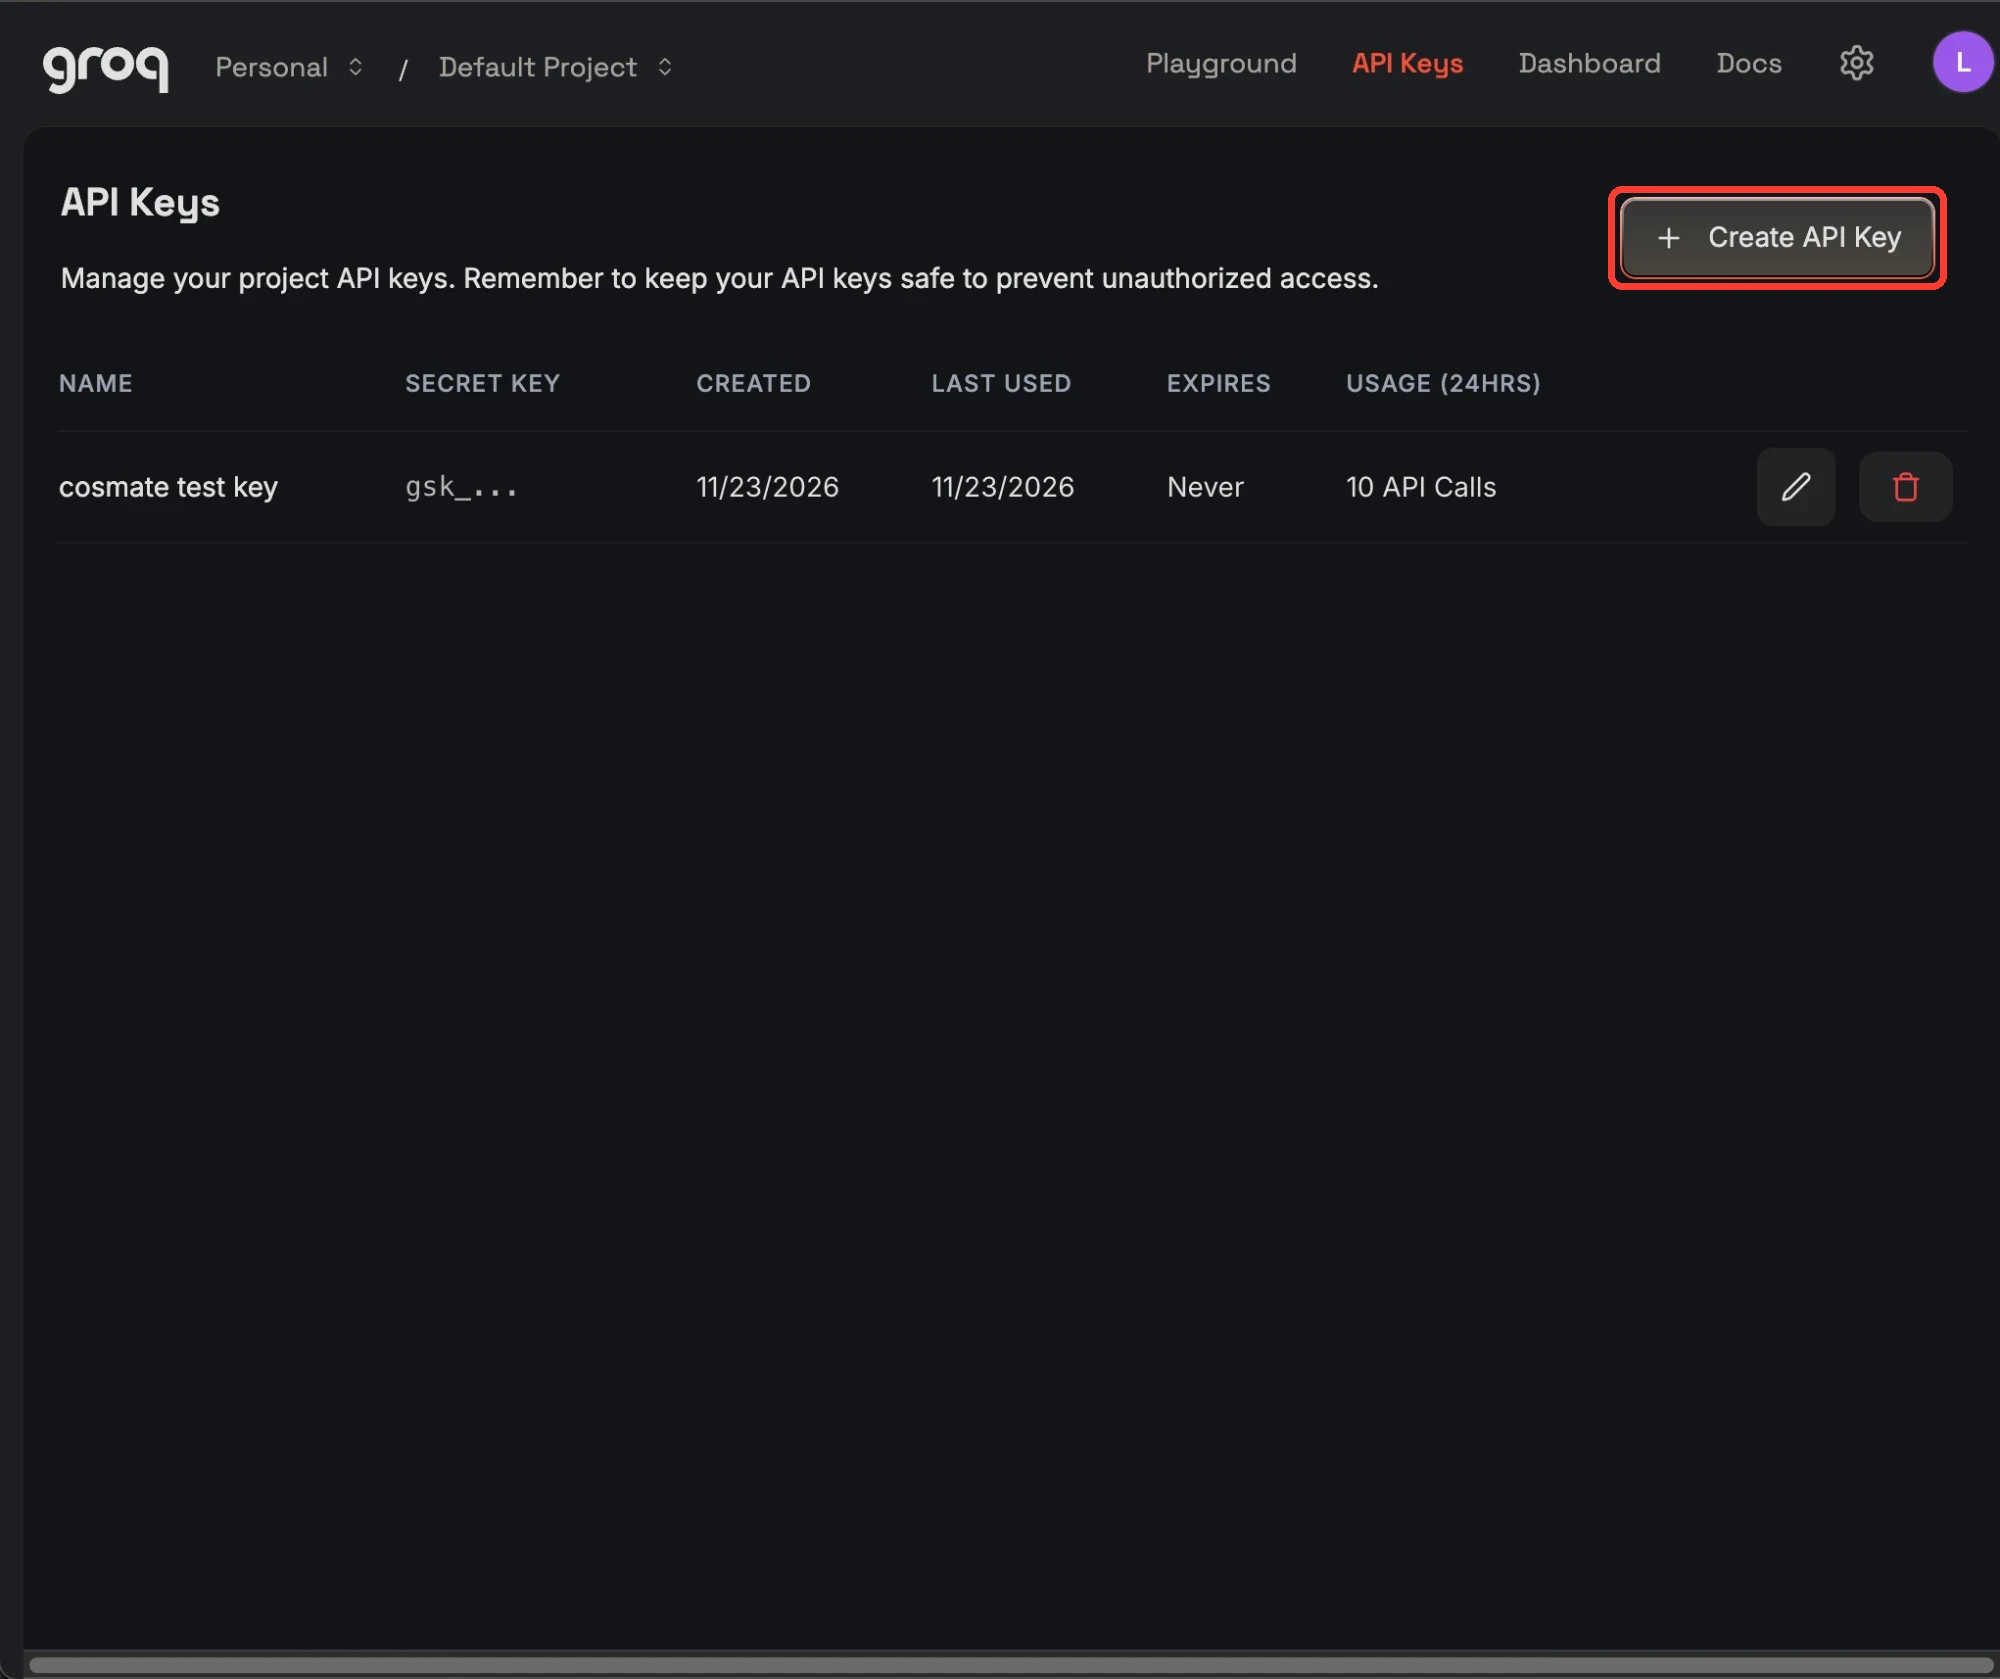 groq Personal / Default Project Playground API Keys Dashboard Docs L
API Keys
+ Create API Key
Manage your project API keys. Remember to keep your API keys safe to prevent unauthorized access.
NAME SECRET KEY CREATED LAST USED EXPIRES USAGE (24HRS)
cosmate test key gsk_... 11/23/2026 11/23/2026 Never 10 API Calls